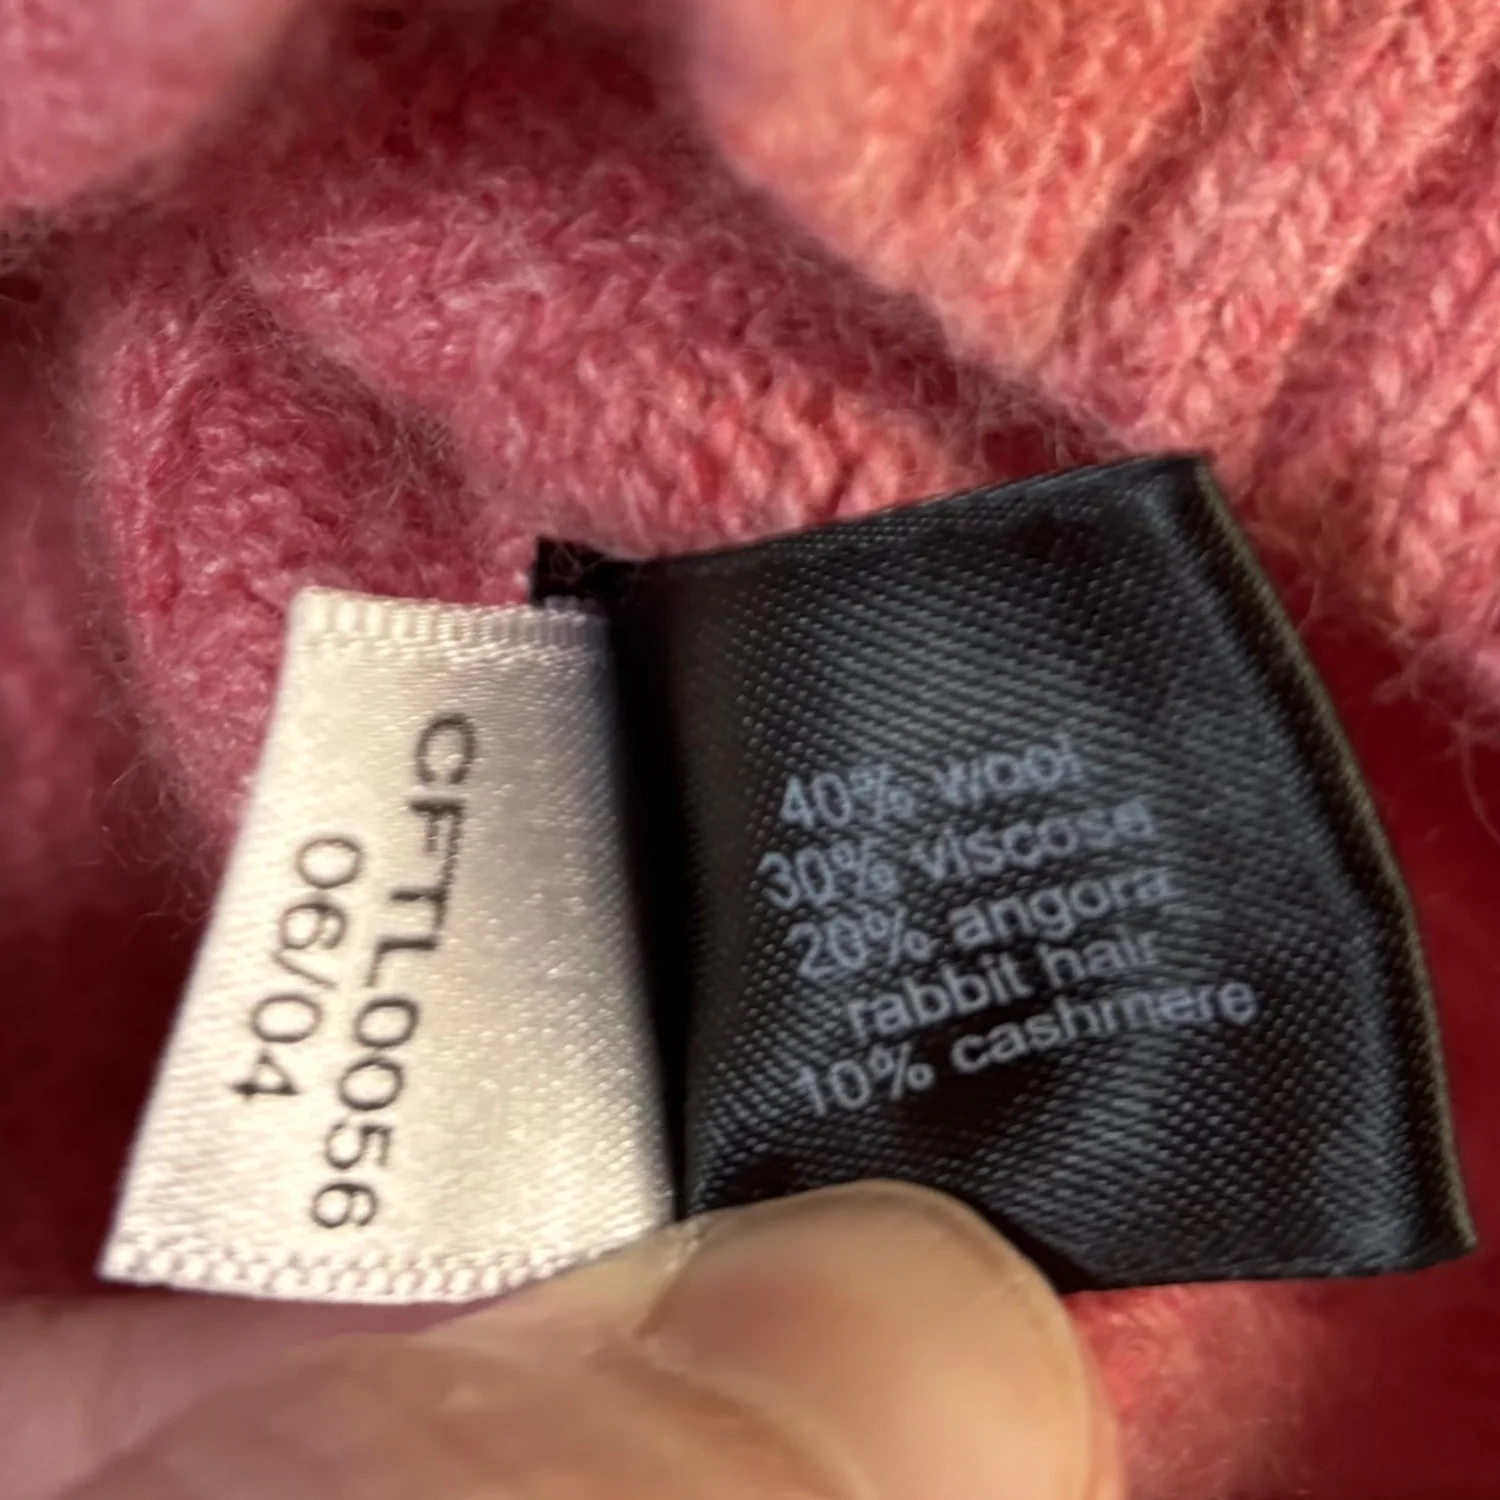 CFTL0056
06/04
40% wool
30% viscose
20% angora
rabbit hair
10% cashmere